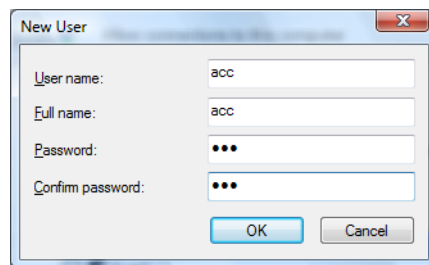 New User
User name:
acc
Full name:
acc
Password:
●●●
Confirm password:
●●●
OK
Cancel